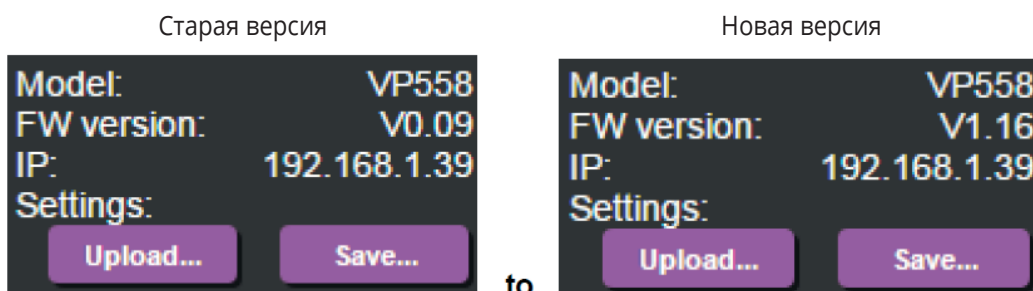 Старая версия
Model: VP558
FW version: V0.09
IP: 192.168.1.39
Settings:
Upload... Save...
to
Новая версия
Model: VP558
FW version: V1.16
IP: 192.168.1.39
Settings:
Upload... Save...